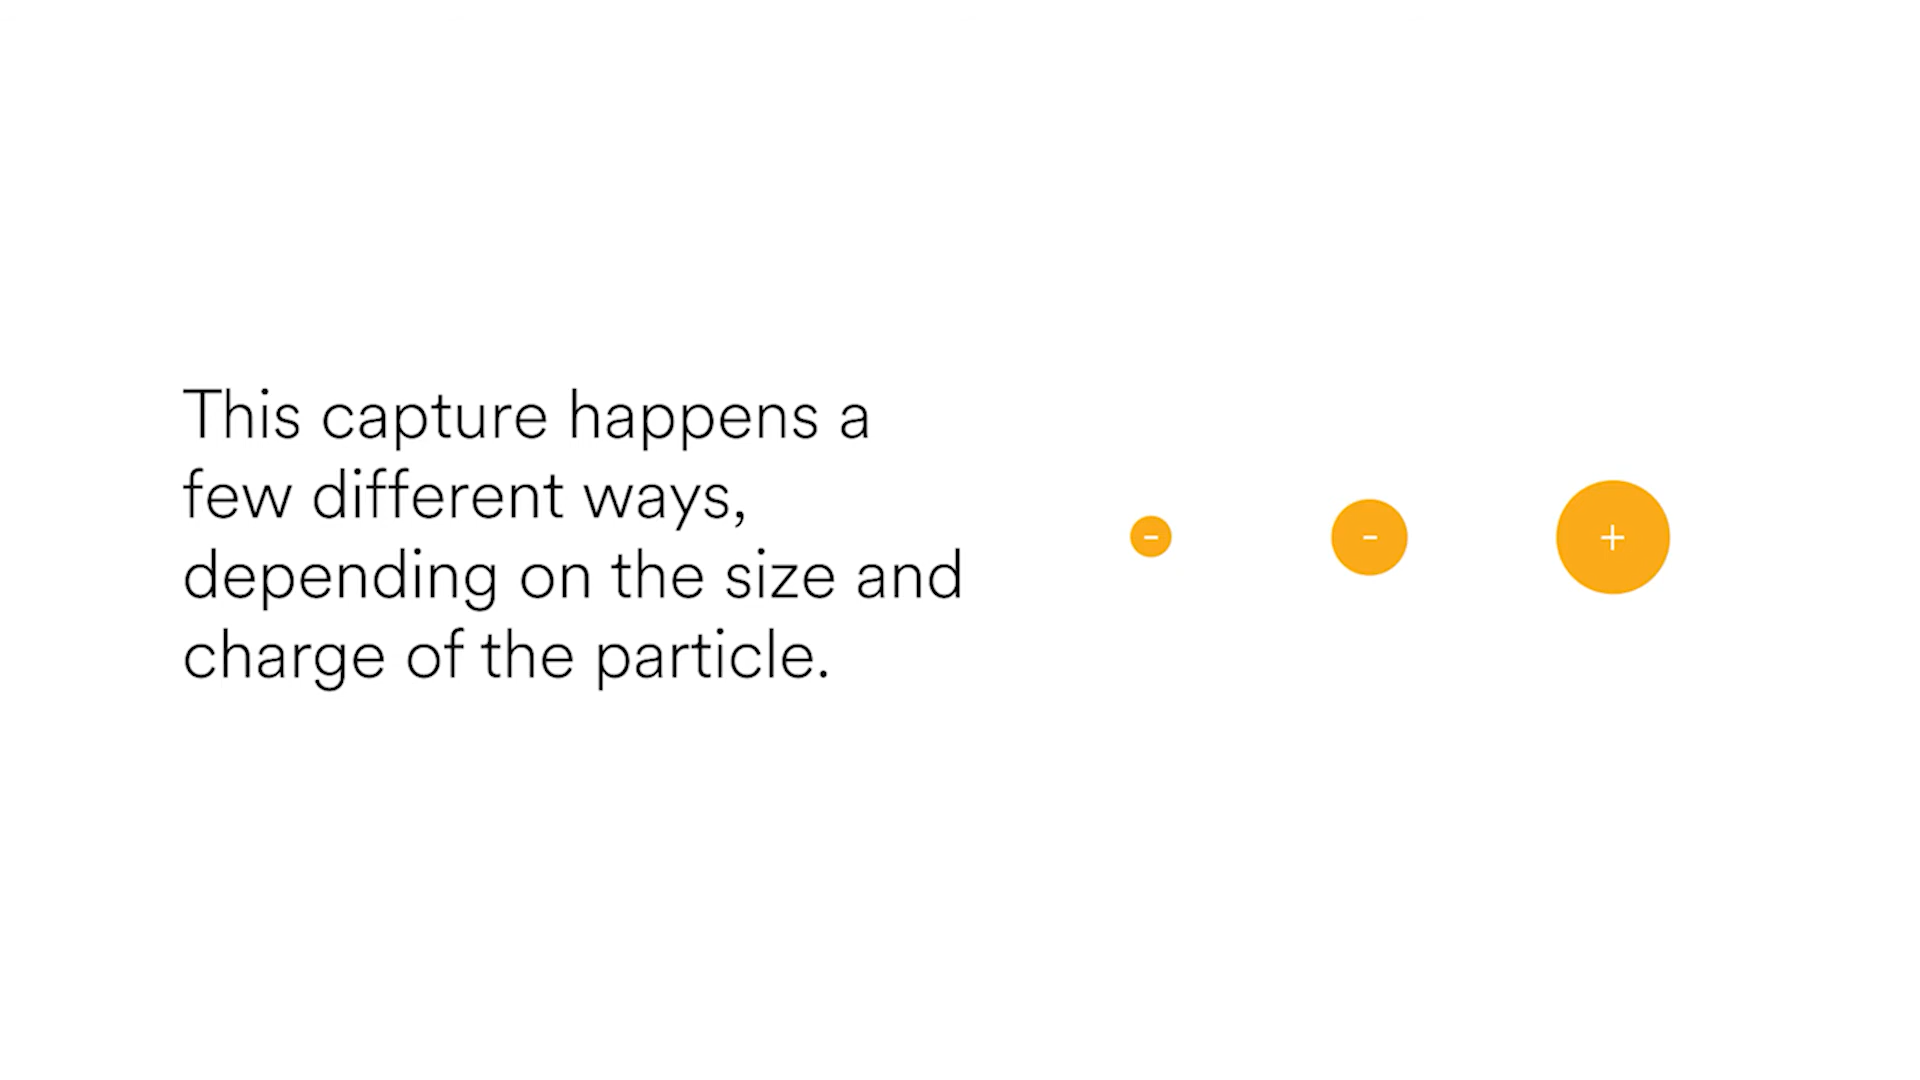 This capture happens a
few different ways,
depending on the size and
charge of the particle.
- - +